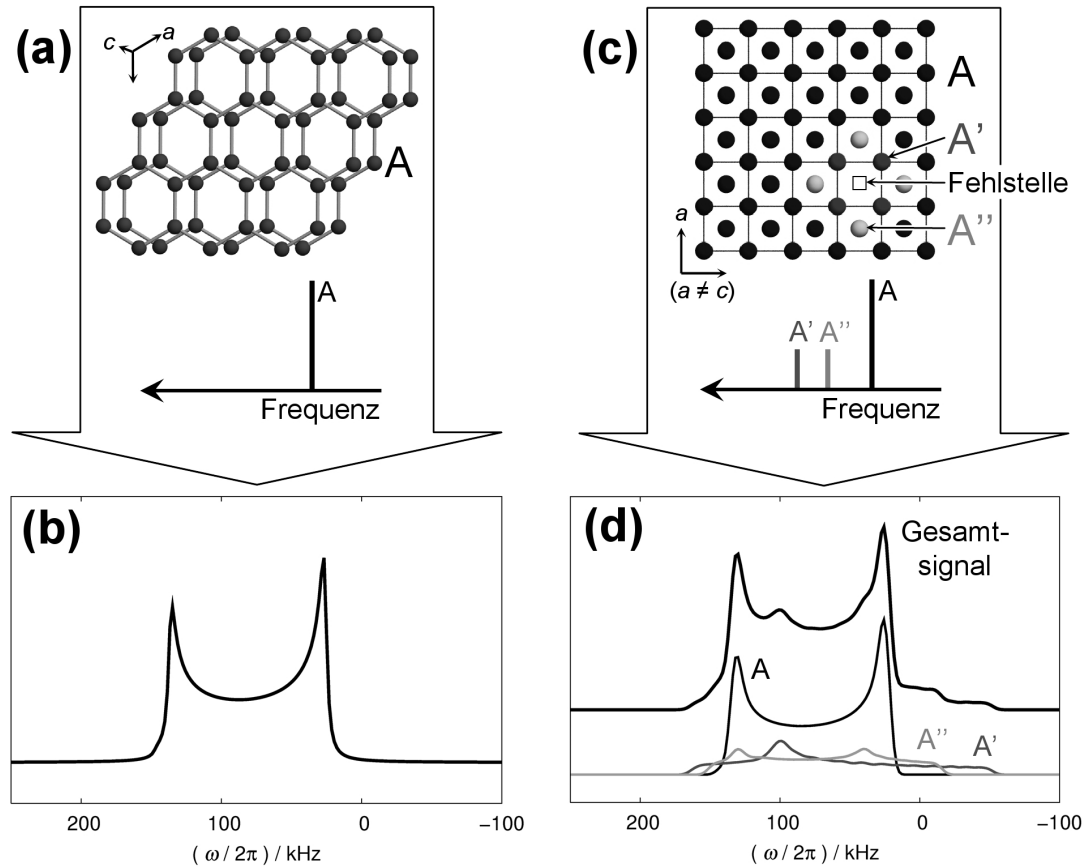 (a)
c
a
A
A
Frequenz
(c)
A
A'
Fehlstelle
A''
a
(a ≠ c)
A
A' A''
Frequenz
(b)
200
100
0
−100
( ω / 2π ) / kHz
(d)
Gesamt-
signal
A
A''
A'
200
100
0
−100
( ω / 2π ) / kHz